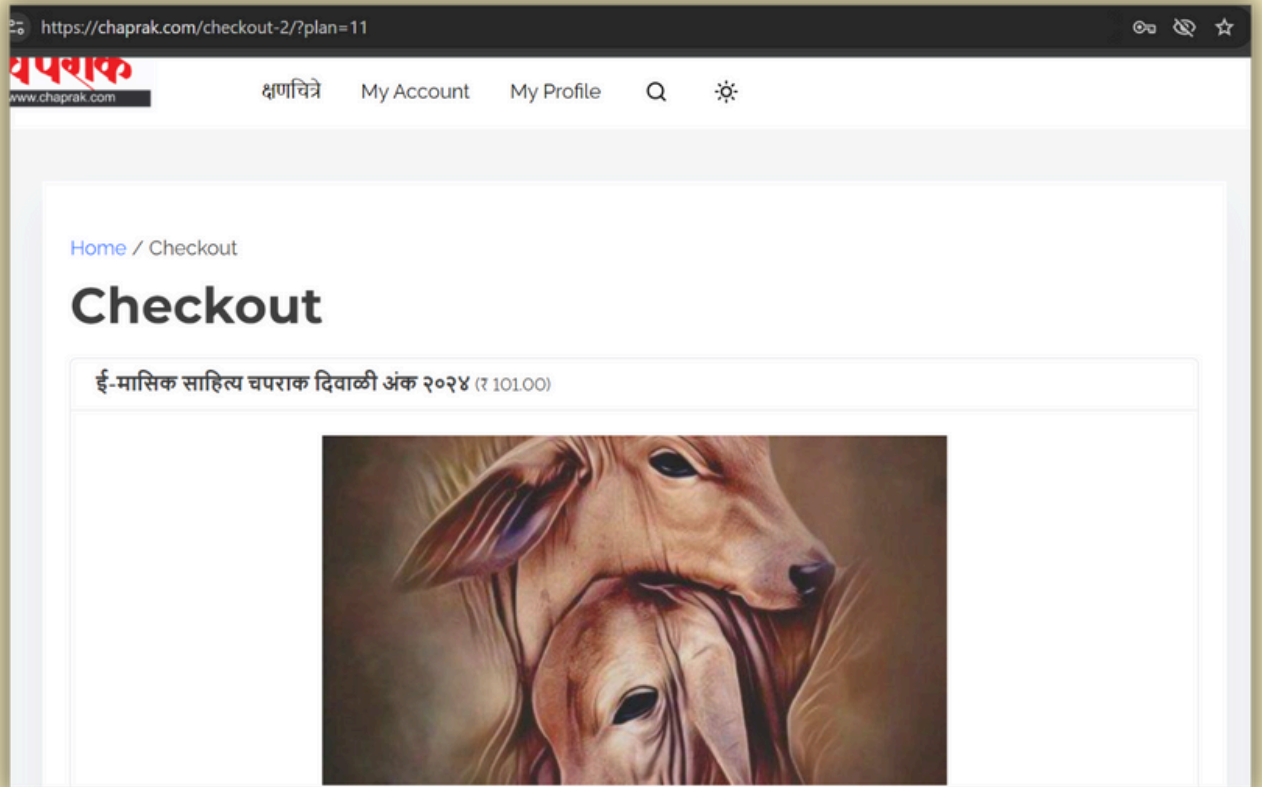 https://chaprak.com/checkout-2/?plan=11
चपराक
www.chaprak.com
क्षणचित्रे My Account My Profile
Home / Checkout
Checkout
ई-मासिक साहित्य चपराक दिवाळी अंक २०२४ (₹ 101.00)